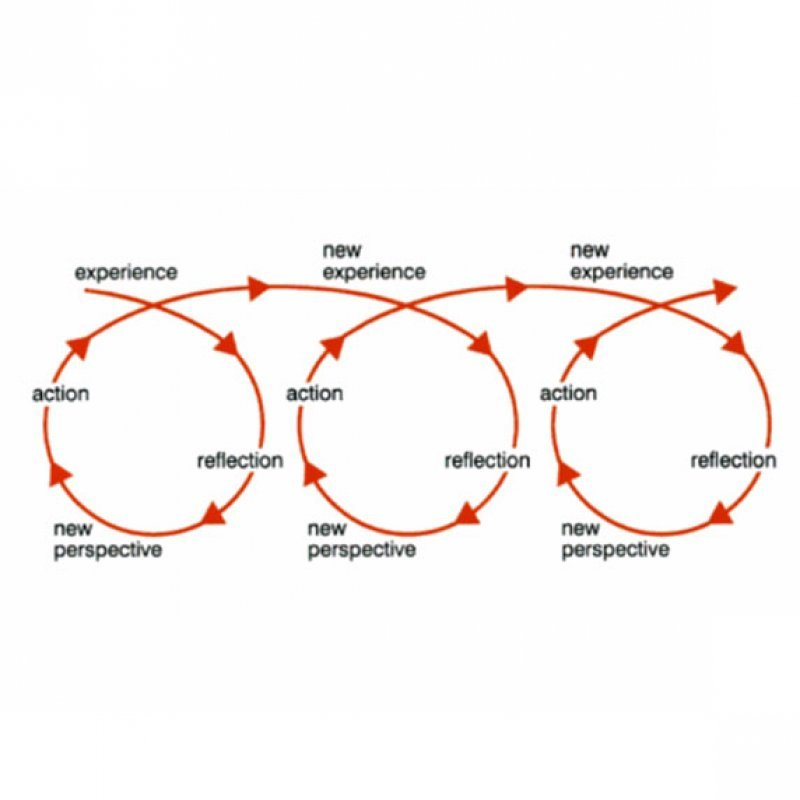 experience
action
reflection
new
perspective
new
experience
action
reflection
new
perspective
new
experience
action
reflection
new
perspective